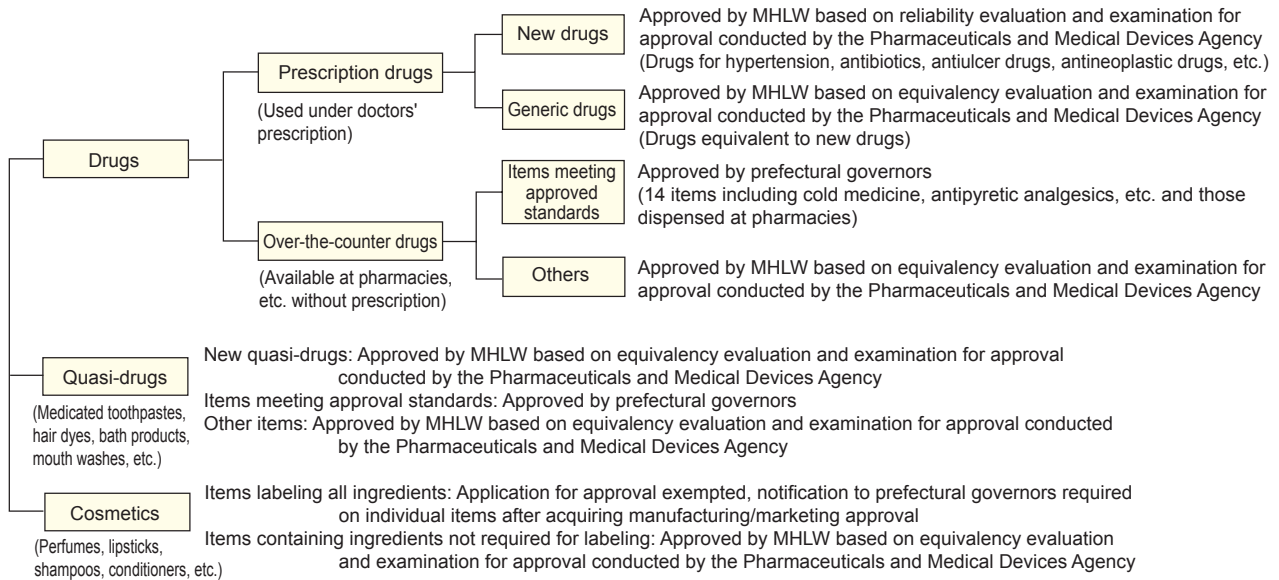 New drugs
Approved by MHLW based on reliability evaluation and examination for
approval conducted by the Pharmaceuticals and Medical Devices Agency
(Drugs for hypertension, antibiotics, antiulcer drugs, antineoplastic drugs, etc.)
Prescription drugs
(Used under doctors'
prescription)
Generic drugs
Approved by MHLW based on equivalency evaluation and examination for
approval conducted by the Pharmaceuticals and Medical Devices Agency
(Drugs equivalent to new drugs)
Drugs
Items meeting
approved
standards
Approved by prefectural governors
(14 items including cold medicine, antipyretic analgesics, etc. and those
dispensed at pharmacies)
Over-the-counter drugs
(Available at pharmacies,
etc. without prescription)
Others
Approved by MHLW based on equivalency evaluation and examination for
approval conducted by the Pharmaceuticals and Medical Devices Agency
Quasi-drugs
(Medicated toothpastes,
hair dyes, bath products,
mouth washes, etc.)
New quasi-drugs: Approved by MHLW based on equivalency evaluation and examination for approval
conducted by the Pharmaceuticals and Medical Devices Agency
Items meeting approval standards: Approved by prefectural governors
Other items: Approved by MHLW based on equivalency evaluation and examination for approval conducted
by the Pharmaceuticals and Medical Devices Agency
Cosmetics
(Perfumes, lipsticks,
shampoos, conditioners, etc.)
Items labeling all ingredients: Application for approval exempted, notification to prefectural governors required
on individual items after acquiring manufacturing/marketing approval
Items containing ingredients not required for labeling: Approved by MHLW based on equivalency evaluation
and examination for approval conducted by the Pharmaceuticals and Medical Devices Agency